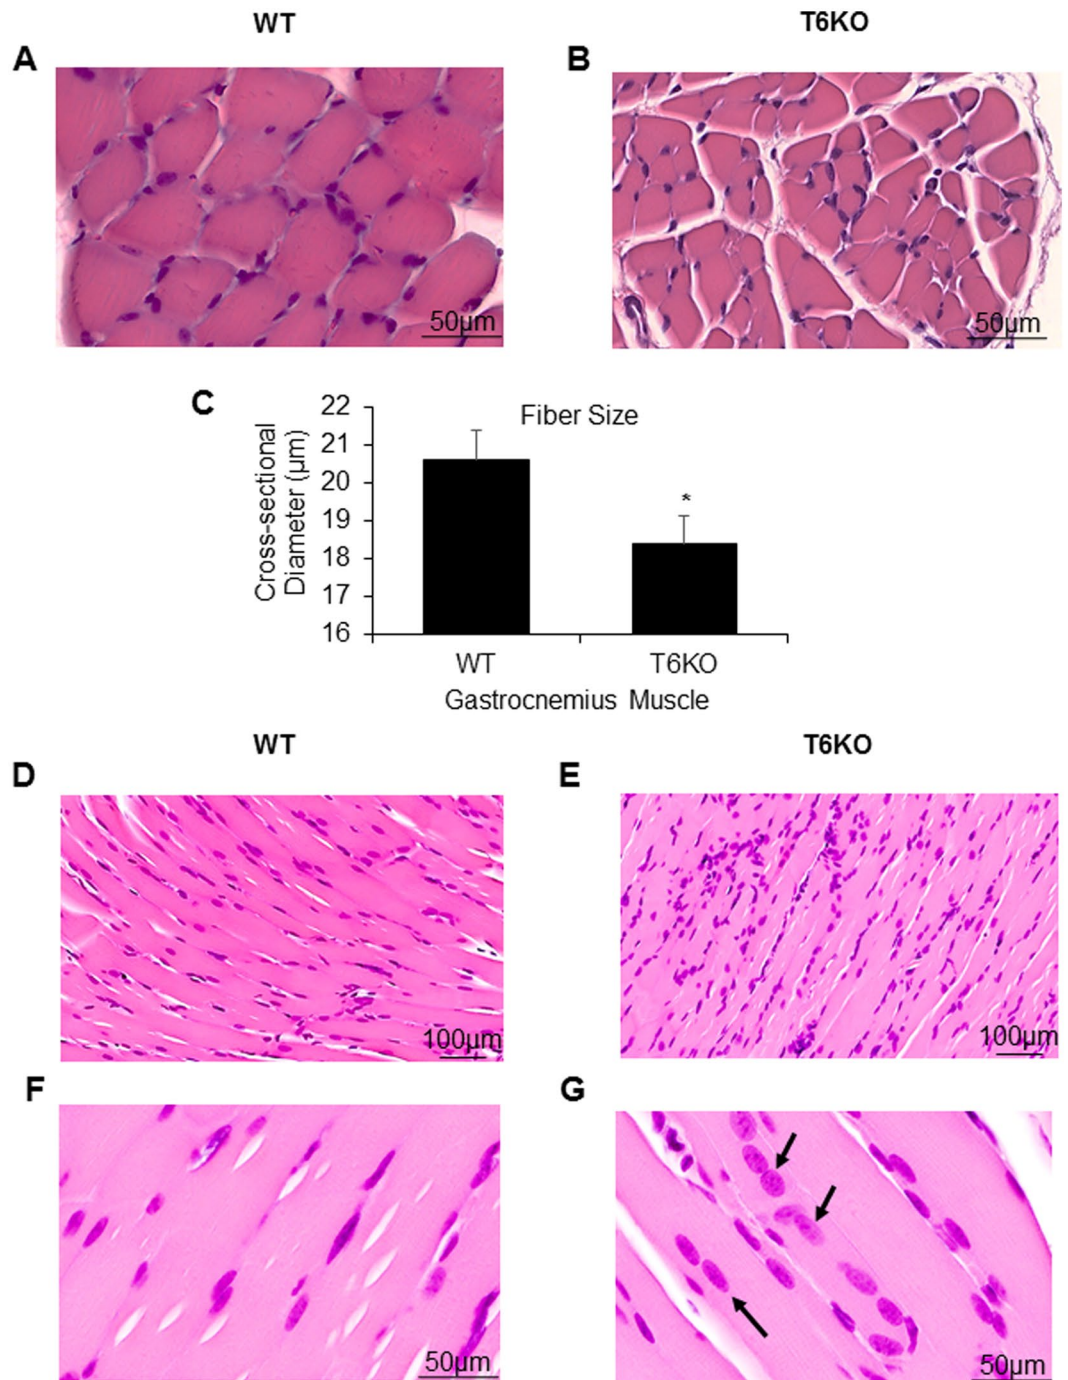 WT
T6KO
A
B
50µm
50µm
C
Fiber Size
Cross-sectional
Diameter (µm)
22
21
20
19
18
17
16
*
WT
T6KO
Gastrocnemius Muscle
WT
T6KO
D
E
100µm
100µm
F
G
50µm
50µm